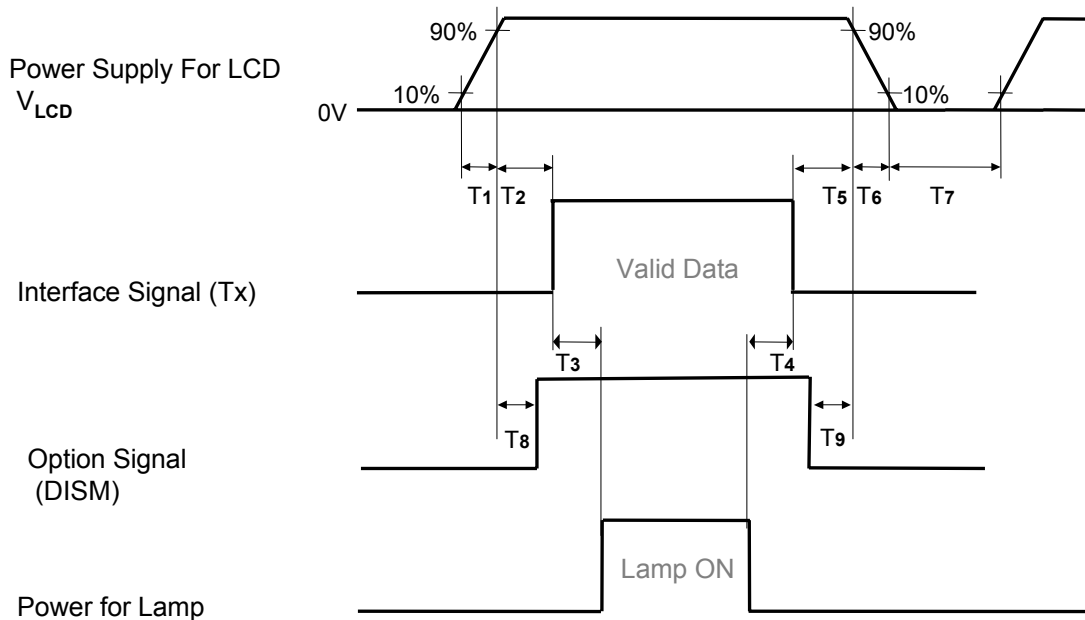 90%
90%
Power Supply For LCD
VLCD
10%
10%
0V
T1
T2
T5
T6
T7
Valid Data
Interface Signal (Tx)
T3
T4
T8
T9
Option Signal
(DISM)
Lamp ON
Power for Lamp